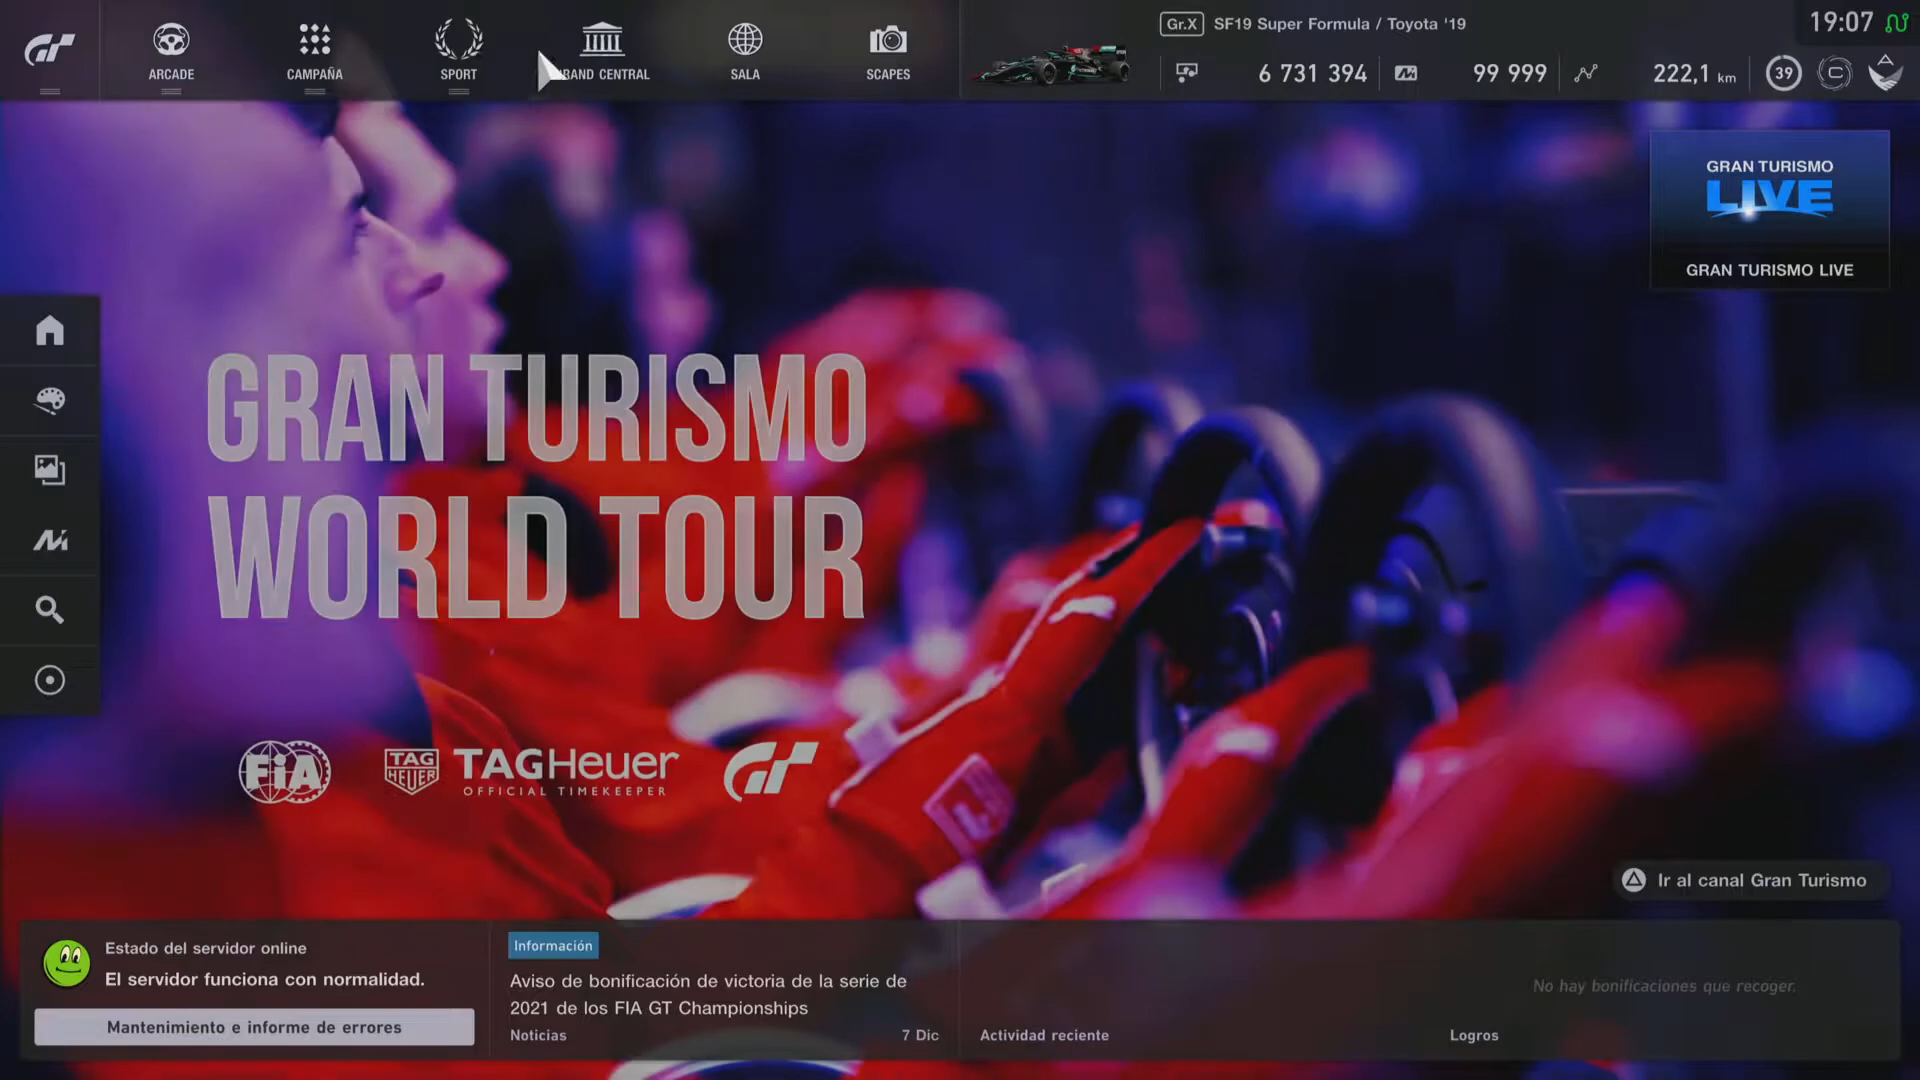 ARCADE
CAMPAÑA
SPORT
BRAND CENTRAL
SALA
SCAPES
Gr.X SF19 Super Formula / Toyota '19
19:07
6 731 394
99 999
222,1 km
39
GRAN TURISMO
LIVE
GRAN TURISMO LIVE
GRAN TURISMO
WORLD TOUR
FiA
TAG
HEUER
TAGHeuer
OFFICIAL TIMEKEEPER
Ir al canal Gran Turismo
Estado del servidor online
El servidor funciona con normalidad.
Mantenimiento e informe de errores
Información
Aviso de bonificación de victoria de la serie de
2021 de los FIA GT Championships
Noticias
7 Dic
Actividad reciente
No hay bonificaciones que recoger.
Logros